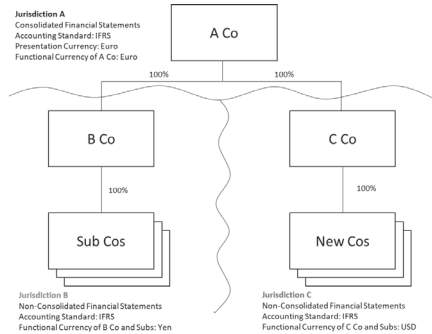 Jurisdiction A
Consolidated Financial Statements
Accounting Standard: IFRS
Presentation Currency: Euro
Functional Currency of A Co: Euro
A Co
100%
100%
B Co
C Co
100%
100%
Sub Cos
New Cos
Jurisdiction B
Non-Consolidated Financial Statements
Accounting Standard: IFRS
Functional Currency of B Co and Subs: Yen
Jurisdiction C
Non-Consolidated Financial Statements
Accounting Standard: IFRS
Functional Currency of C Co and Subs: USD